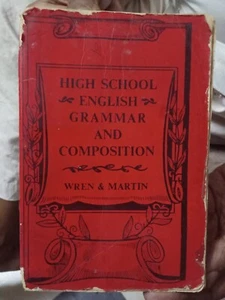 HIGH SCHOOL
ENGLISH
GRAMMAR
AND
COMPOSITION
WREN & MARTIN